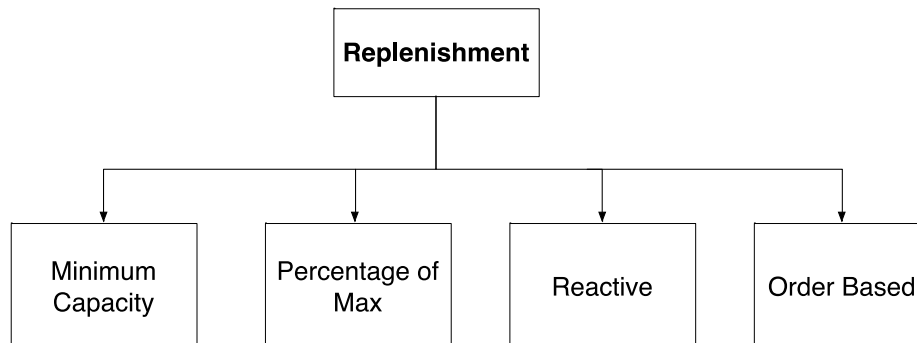 Replenishment
Minimum
Capacity
Percentage of
Max
Reactive
Order Based